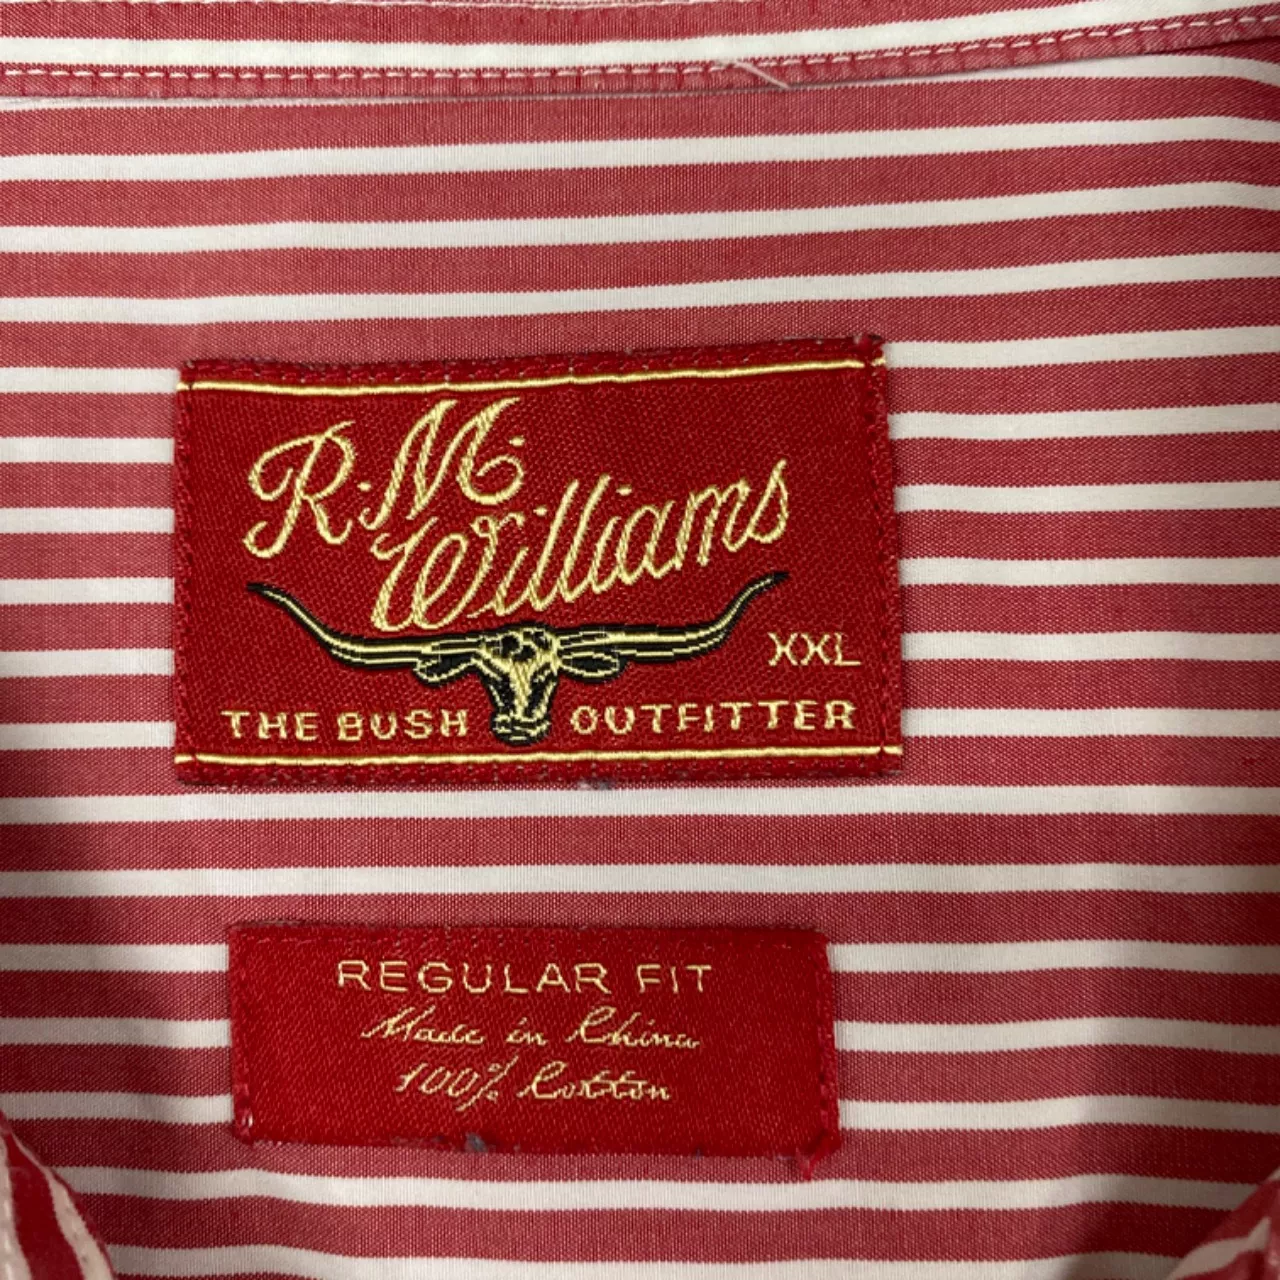 R.M.
Williams
XXL
THE BUSH OUTFITTER
REGULAR FIT
Made in China
100% Cotton